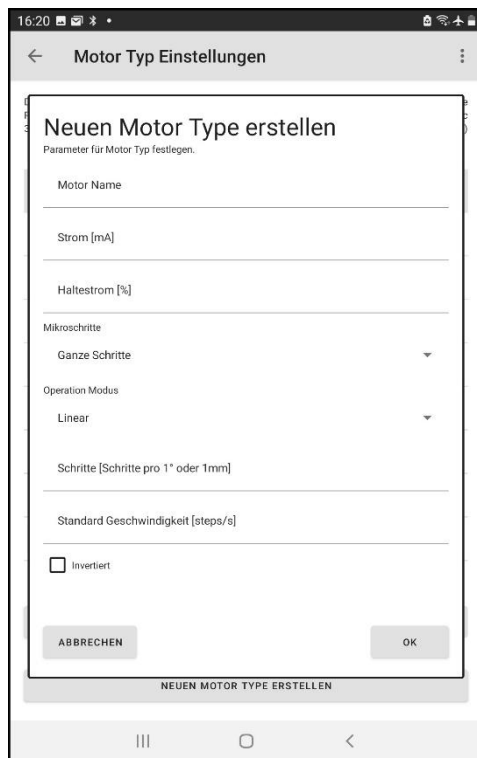 16:20
Motor Typ Einstellungen
Neuen Motor Type erstellen
Parameter für Motor Typ festlegen.
Motor Name
Strom [mA]
Haltestrom [%]
Mikroschritte
Ganze Schritte
Operation Modus
Linear
Schritte [Schritte pro 1° oder 1mm]
Standard Geschwindigkeit [steps/s]
Invertiert
ABBRECHEN
OK
NEUEN MOTOR TYPE ERSTELLEN